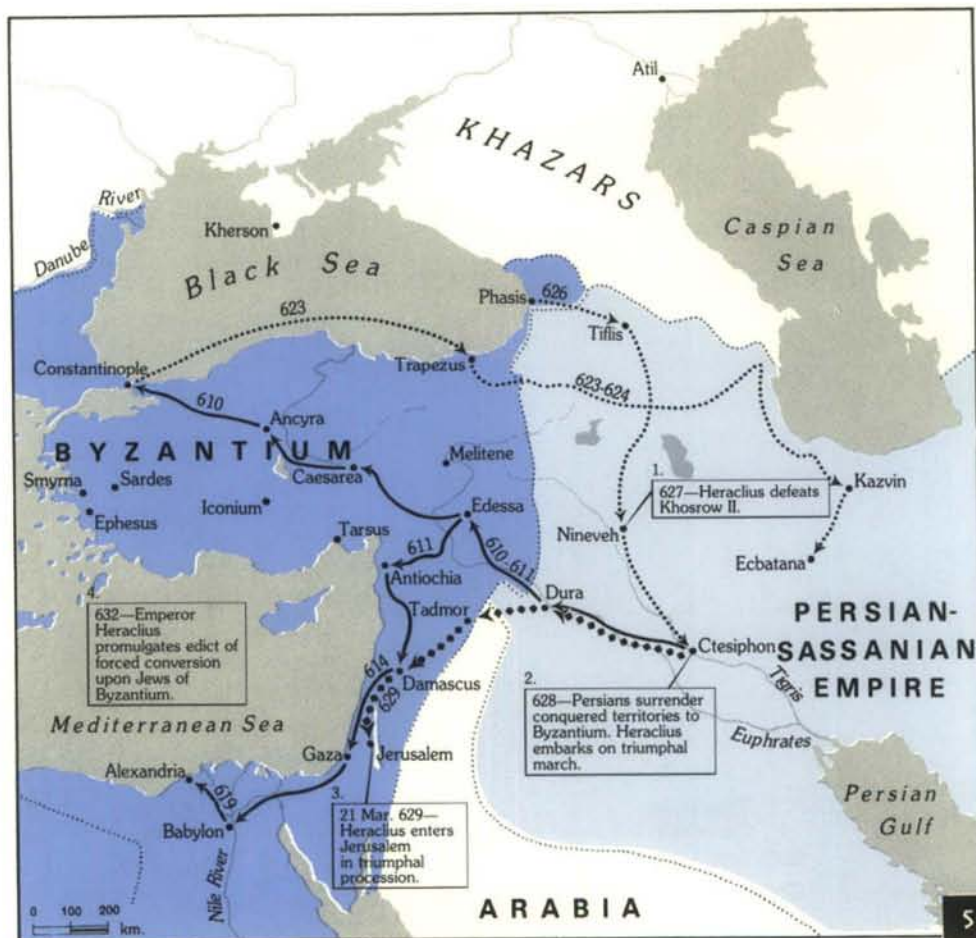 Atil
KHAZARS
River
Danube
Kherson
Black Sea
Caspian
Sea
623
Phasis
626
Tiflis
Constantinople
Trapezus
623-624
610
Ancyra
BYZANTIUM
Melitene
Caesarea
Smyrna
Sardes
Ephesus
Iconium
Edessa
Tarsus
611
Antiochia
610-611
1.
627—Heraclius defeats
Khosrow II.
Kazvin
Nineveh
Ecbatana
Dura
Tadmor
4.
632—Emperor
Heraclius
promulgates edict of
forced conversion
upon Jews of
Byzantium.
PERSIAN-
SASSANIAN
EMPIRE
Ctesiphon
Tigris
Euphrates
614
629
Damascus
2.
628—Persians surrender
conquered territories to
Byzantium. Heraclius
embarks on triumphal
march.
Mediterranean Sea
Gaza
Jerusalem
Alexandria
619
Babylon
3.
21 Mar. 629—
Heraclius enters
Jerusalem
in triumphal
procession.
Persian
Gulf
Nile River
ARABIA
0 100 200
km.
5